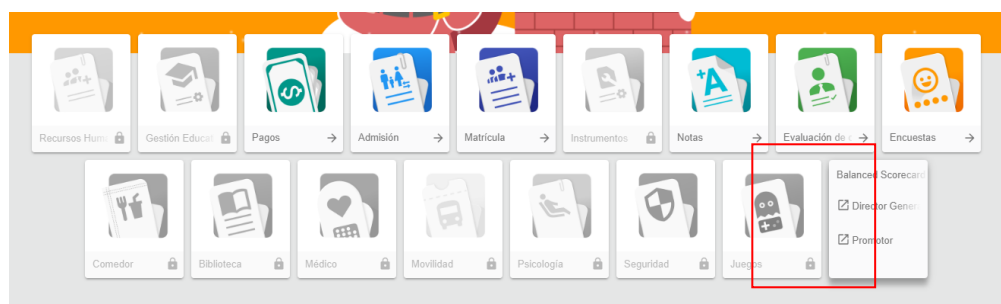 Recursos Hum
Gestión Educat
Pagos
Admisión
Matrícula
Instrumentos
Notas
Evaluación de
Encuestas
Balanced Scorecard
Director Gener
Promotor
Comedor
Biblioteca
Médico
Movilidad
Psicología
Seguridad
Juegos